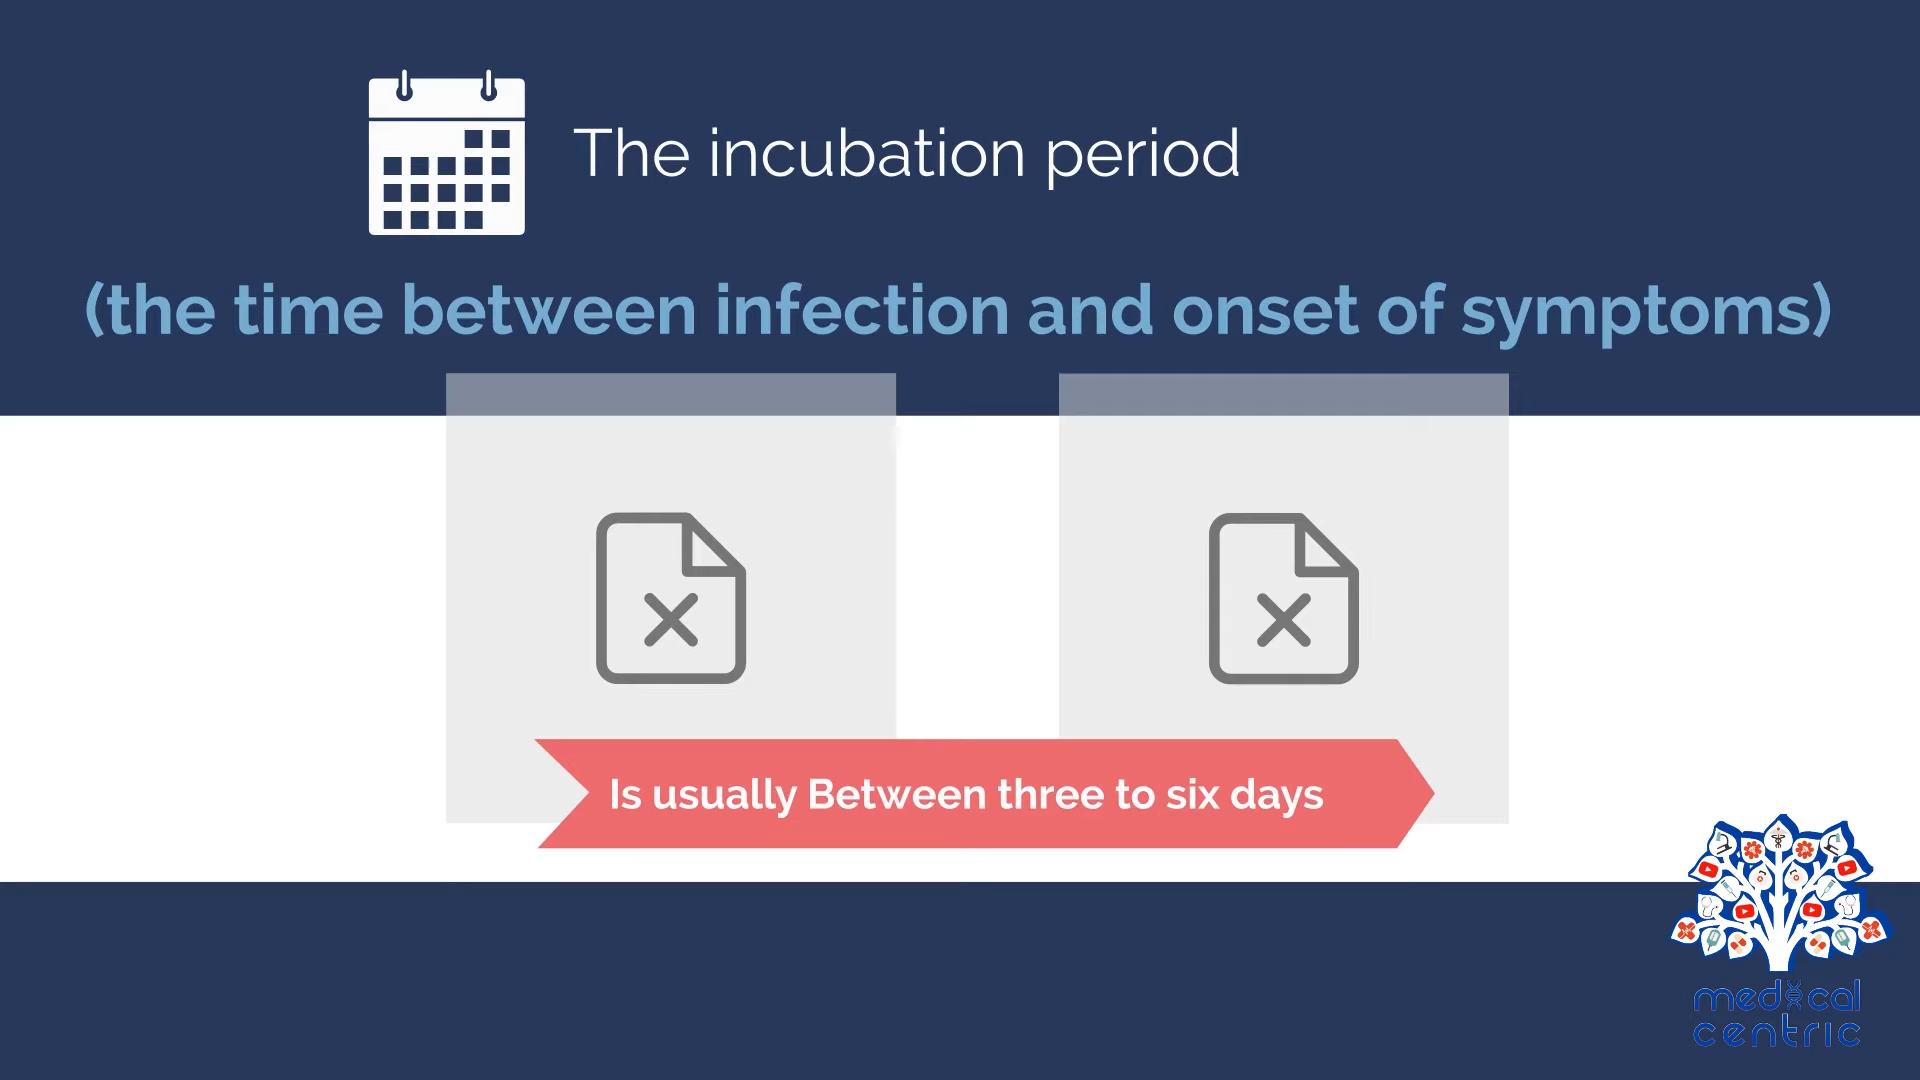 The incubation period
(the time between infection and onset of symptoms)
Is usually Between three to six days
medical
centric